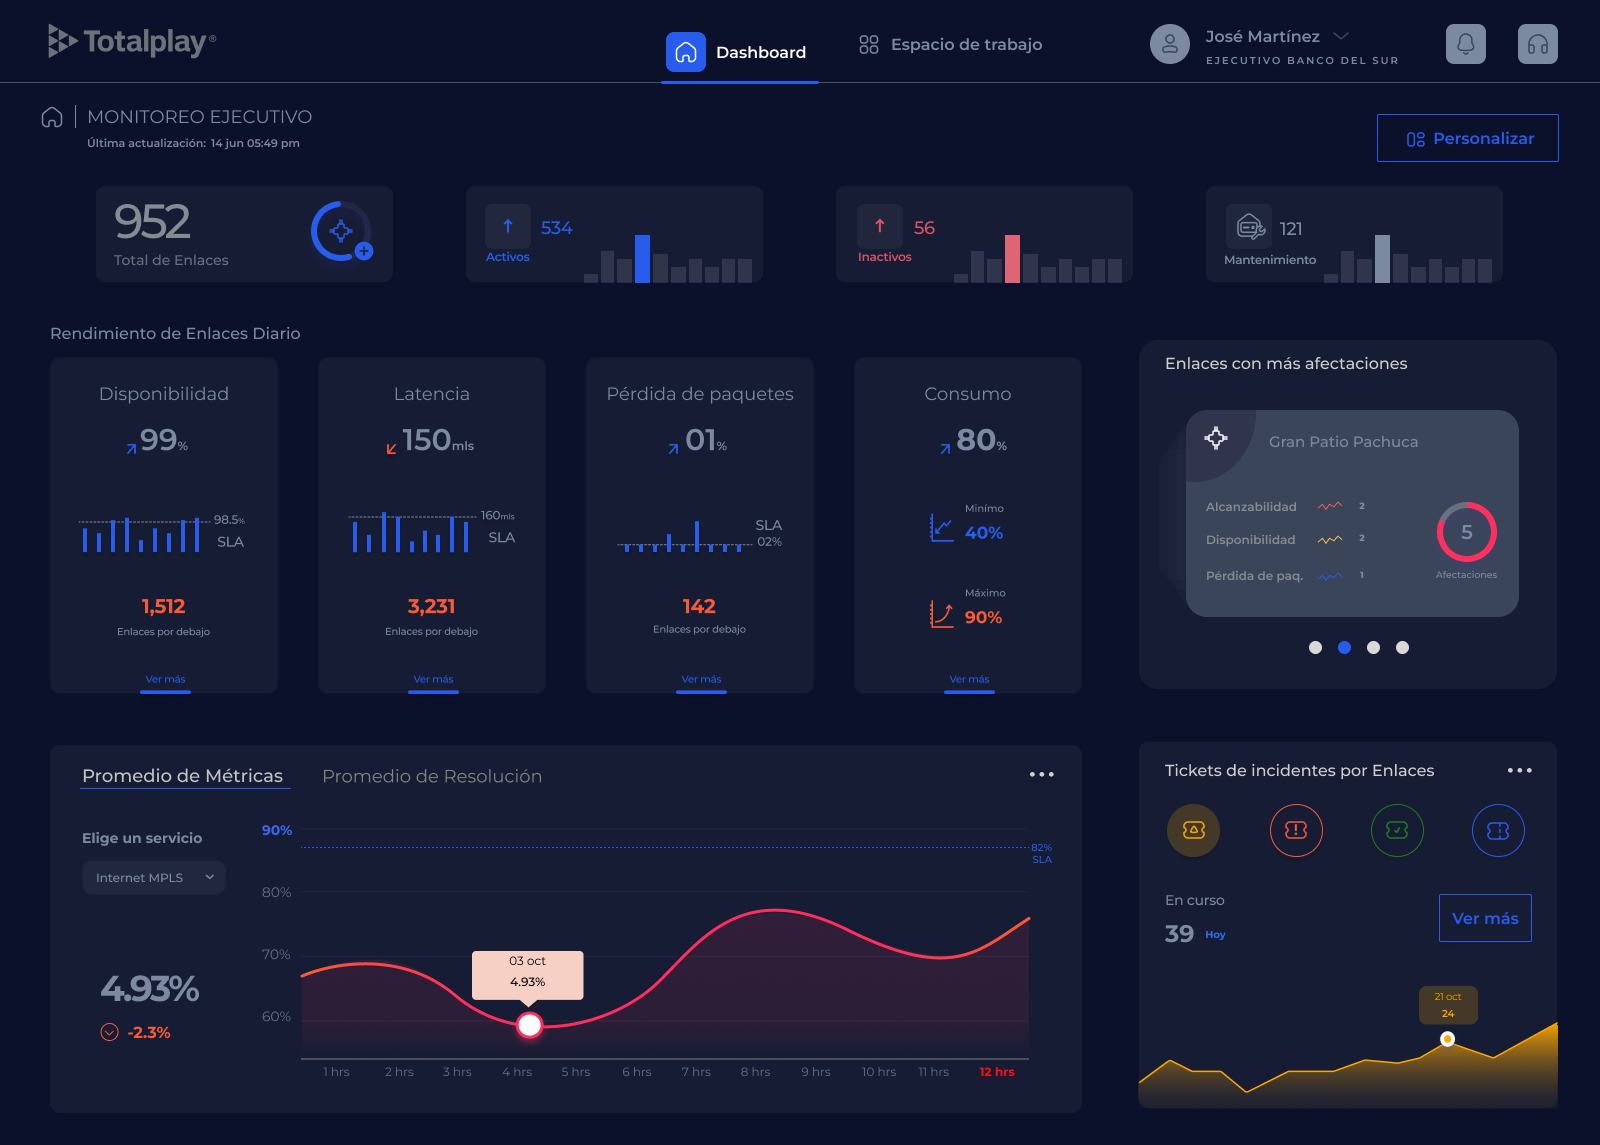 Totalplay®
Dashboard
Espacio de trabajo
José Martínez
EJECUTIVO BANCO DEL SUR
MONITOREO EJECUTIVO
Última actualización: 14 jun 05:49 pm
Personalizar
952
Total de Enlaces
534
Activos
56
Inactivos
121
Mantenimiento
Rendimiento de Enlaces Diario
Disponibilidad
99%
98.5%
SLA
1,512
Enlaces por debajo
Ver más
Latencia
150mls
160mls
SLA
3,231
Enlaces por debajo
Ver más
Pérdida de paquetes
01%
SLA
02%
142
Enlaces por debajo
Ver más
Consumo
80%
Minímo
40%
Máximo
90%
Ver más
Enlaces con más afectaciones
Gran Patio Pachuca
Alcanzabilidad 2
Disponibilidad 2
Pérdida de paq. 1
5
Afectaciones
Promedio de Métricas
Promedio de Resolución
Elige un servicio
Internet MPLS
4.93%
-2.3%
90%
82%
SLA
80%
70%
60%
03 oct
4.93%
1 hrs 2 hrs 3 hrs 4 hrs 5 hrs 6 hrs 7 hrs 8 hrs 9 hrs 10 hrs 11 hrs 12 hrs
Tickets de incidentes por Enlaces
En curso
39 Hoy
Ver más
21 oct
24